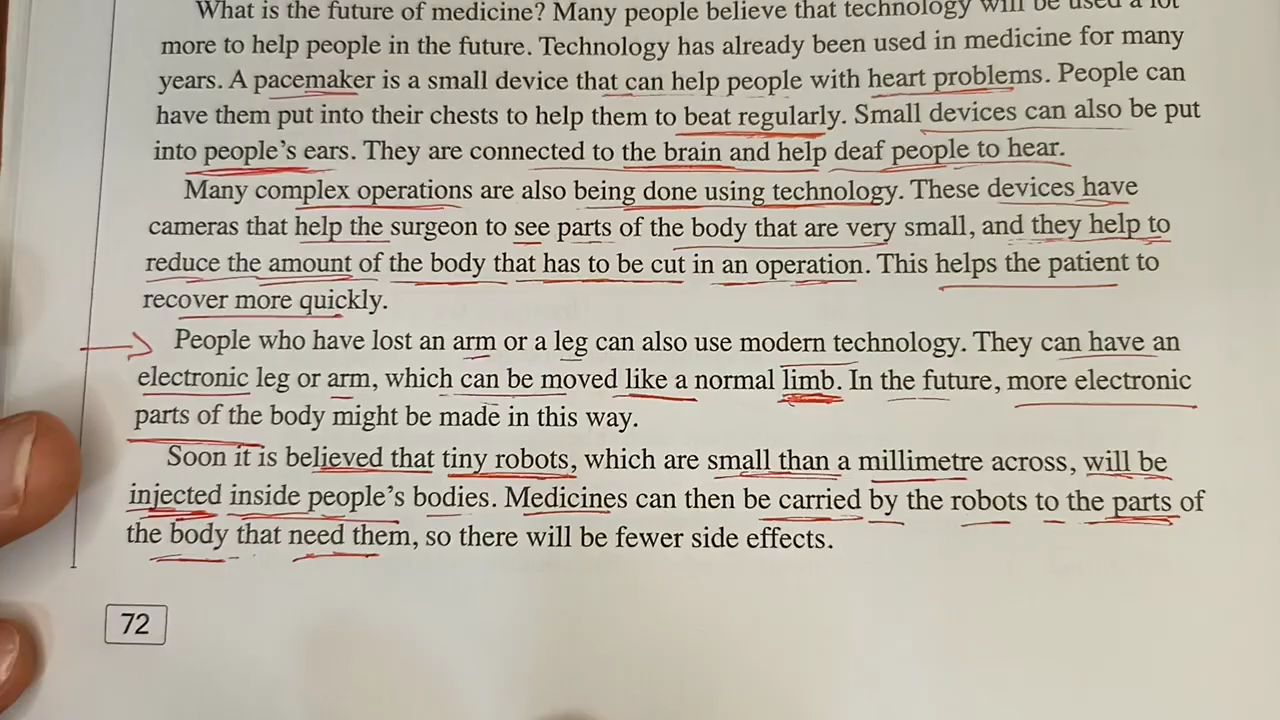 What is the future of medicine? Many people believe that technology will be used a lot
more to help people in the future. Technology has already been used in medicine for many
years. A pacemaker is a small device that can help people with heart problems. People can
have them put into their chests to help them to beat regularly. Small devices can also be put
into people's ears. They are connected to the brain and help deaf people to hear.
Many complex operations are also being done using technology. These devices have
cameras that help the surgeon to see parts of the body that are very small, and they help to
reduce the amount of the body that has to be cut in an operation. This helps the patient to
recover more quickly.
People who have lost an arm or a leg can also use modern technology. They can have an
electronic leg or arm, which can be moved like a normal limb. In the future, more electronic
parts of the body might be made in this way.
Soon it is believed that tiny robots, which are small than a millimetre across, will be
injected inside people's bodies. Medicines can then be carried by the robots to the parts of
the body that need them, so there will be fewer side effects.
72